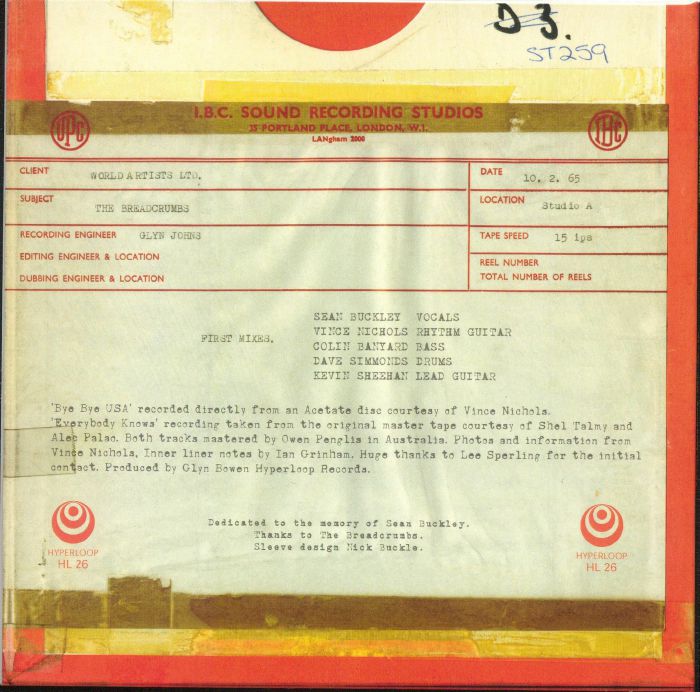 D 3.
ST259
I.B.C. SOUND RECORDING STUDIOS
35 PORTLAND PLACE, LONDON, W.1.
LANgham 2000
UPC
IBC
CLIENT WORLD ARTISTS LTD.
DATE 10. 2. 65
SUBJECT THE BREADCRUMBS
LOCATION Studio A
RECORDING ENGINEER GLYN JOHNS
TAPE SPEED 15 ips
EDITING ENGINEER & LOCATION
REEL NUMBER
DUBBING ENGINEER & LOCATION
TOTAL NUMBER OF REELS
FIRST MIXES.
SEAN BUCKLEY VOCALS
VINCE NICHOLS RHYTHM GUITAR
COLIN BANYARD BASS
DAVE SIMMONDS DRUMS
KEVIN SHEEHAN LEAD GUITAR
'Bye Bye USA' recorded directly from an Acetate disc courtesy of Vince Nichols.
'Everybody Knows' recording taken from the original master tape courtesy of Shel Talmy and
Alec Palao. Both tracks mastered by Owen Penglis in Australia. Photos and information from
Vince Nichols. Inner liner notes by Ian Grinham. Huge thanks to Lee Sperling for the initial
contact. Produced by Glyn Bowen Hyperloop Records.
Dedicated to the memory of Sean Buckley.
Thanks to The Breadcrumbs.
Sleeve design Nick Buckle.
HYPERLOOP
HL 26
HYPERLOOP
HL 26